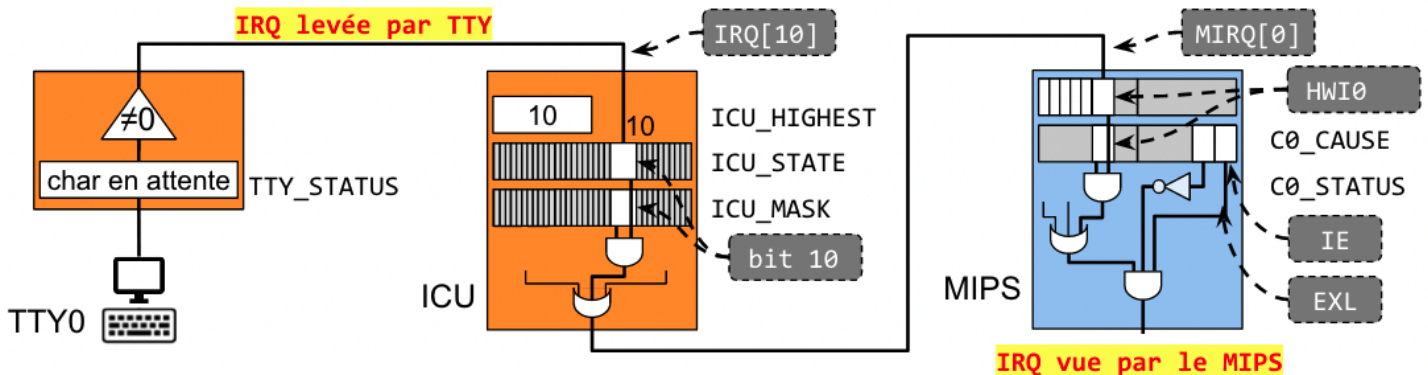 IRQ levée par TTY
IRQ[10]
MIRQ[0]
≠0
char en attente
TTY_STATUS
TTY0
10
10
ICU_HIGHEST
ICU_STATE
ICU_MASK
bit 10
ICU
HWI0
C0_CAUSE
C0_STATUS
IE
EXL
MIPS
IRQ vue par le MIPS